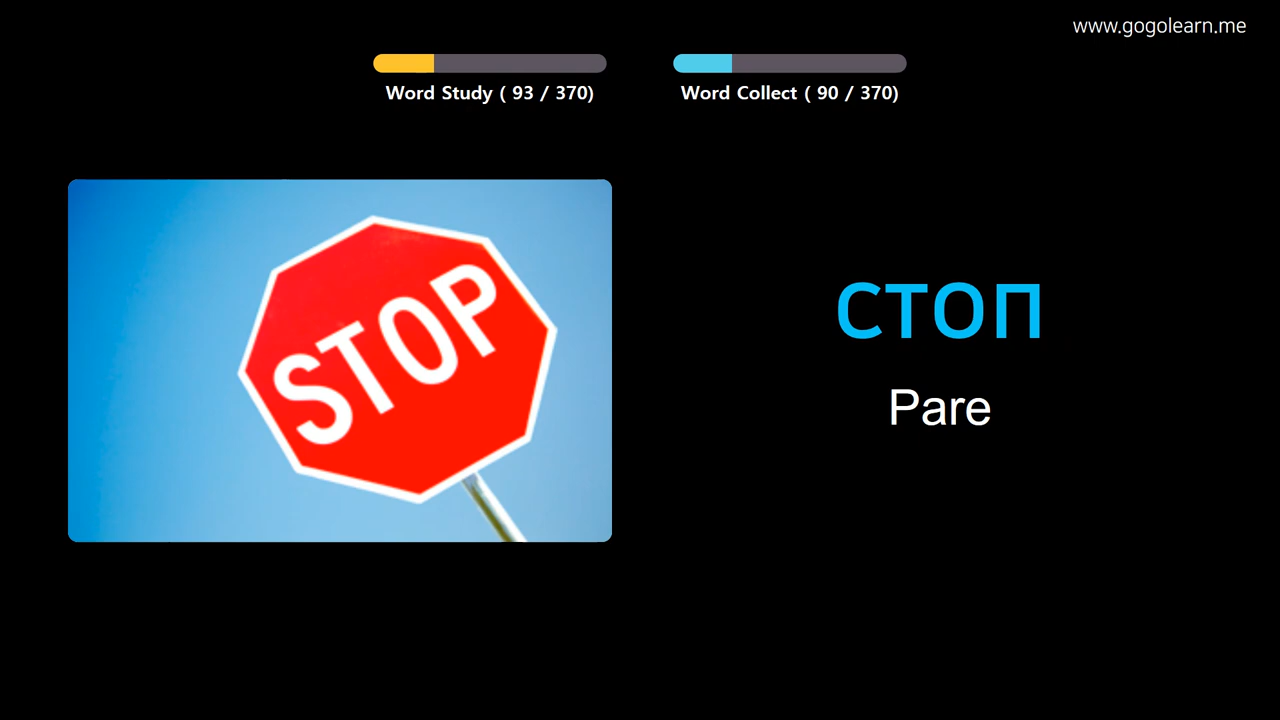 www.gogolearn.me
Word Study ( 93 / 370)
Word Collect ( 90 / 370)
STOP
стоп
Pare